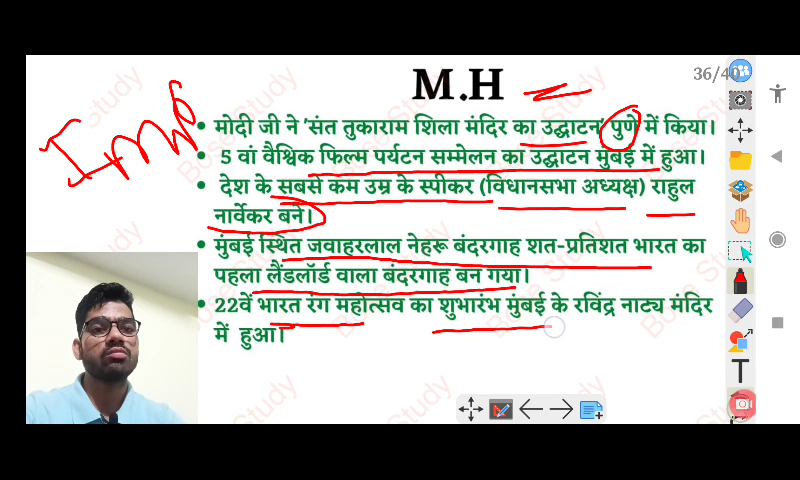 M.H
36/40
Imp
• मोदी जी ने 'संत तुकाराम शिला मंदिर का उद्घाटन' पुणे में किया।
• 5 वां वैश्विक फिल्म पर्यटन सम्मेलन का उद्घाटन मुंबई में हुआ।
• देश के सबसे कम उम्र के स्पीकर (विधानसभा अध्यक्ष) राहुल
नार्वेकर बने।
• मुंबई स्थित जवाहरलाल नेहरू बंदरगाह शत-प्रतिशत भारत का
पहला लैंडलॉर्ड वाला बंदरगाह बन गया।
• 22वें भारत रंग महोत्सव का शुभारंभ मुंबई के रविंद्र नाट्य मंदिर
में हुआ।
T